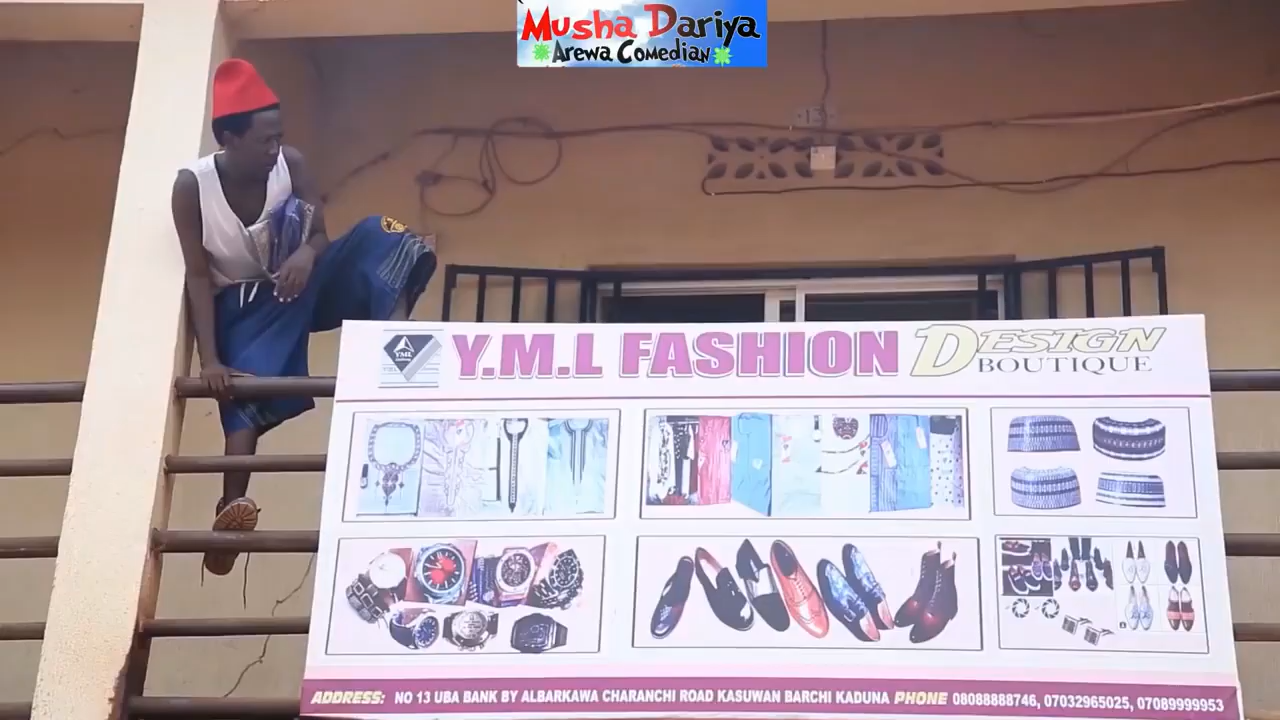 Musha Dariya
Arewa Comedian
YML
Y.M.L FASHION DESIGN
BOUTIQUE
ADDRESS: NO 13 UBA BANK BY ALBARKAWA CHARANCHI ROAD KASUWAN BARCHI KADUNA PHONE 08088888746, 07032965025, 07089999953